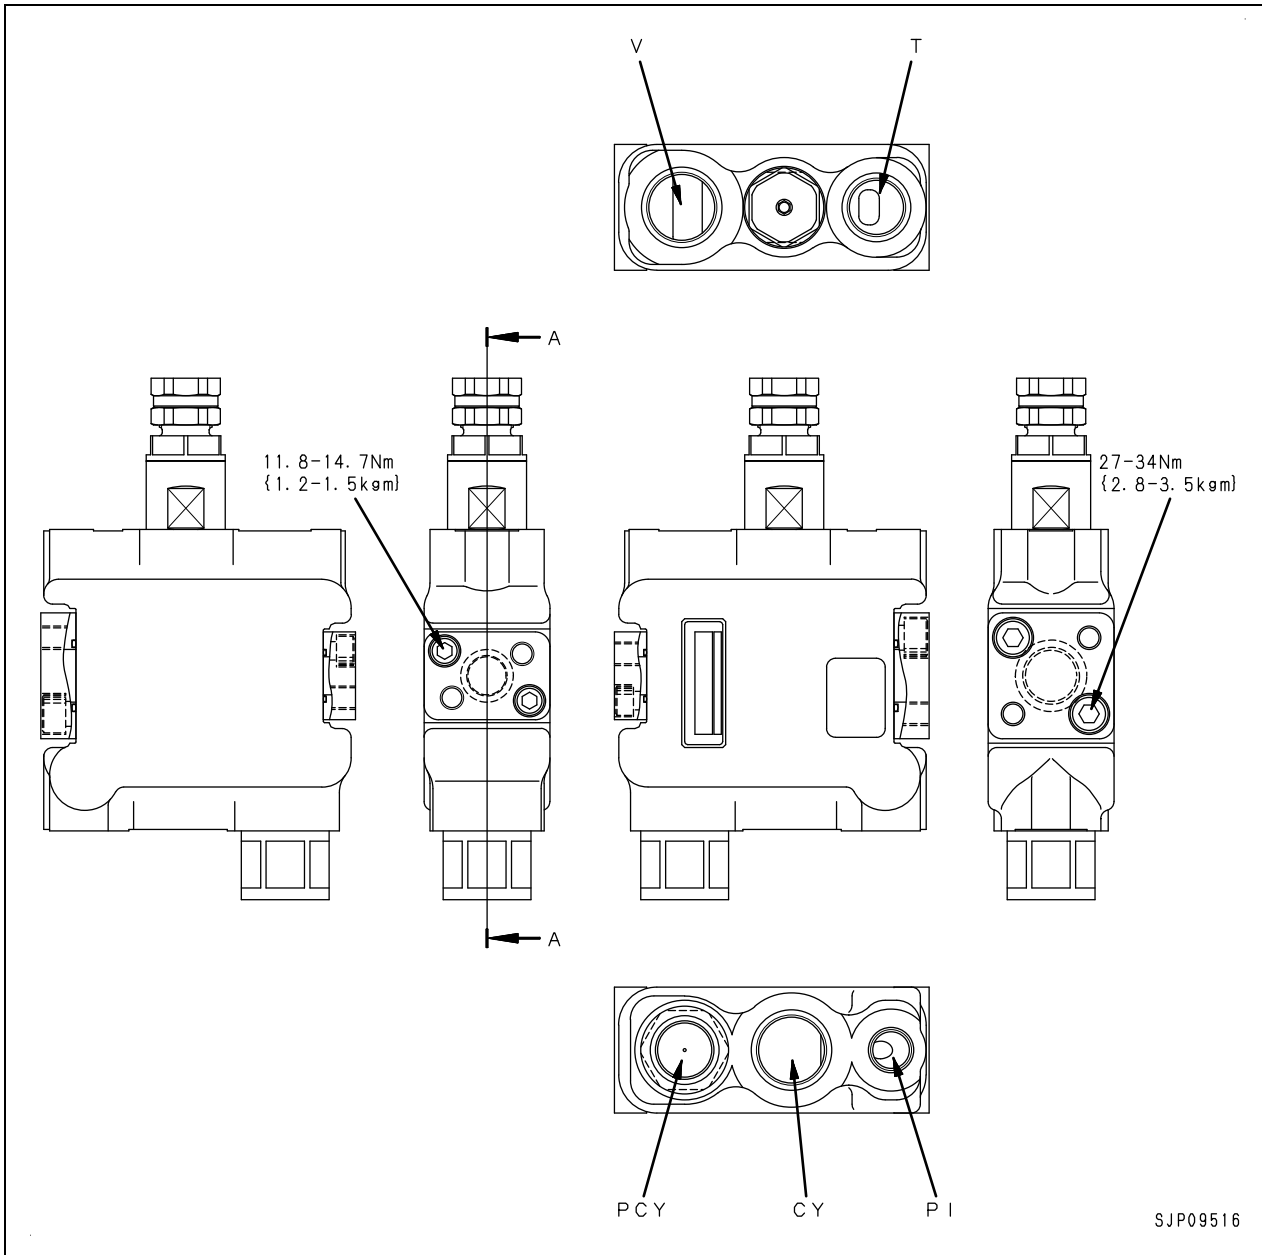 V
T
A
11.8-14.7Nm
{1.2-1.5kgm}
27-34Nm
{2.8-3.5kgm}
A
PCY
CY
PI
SJP09516